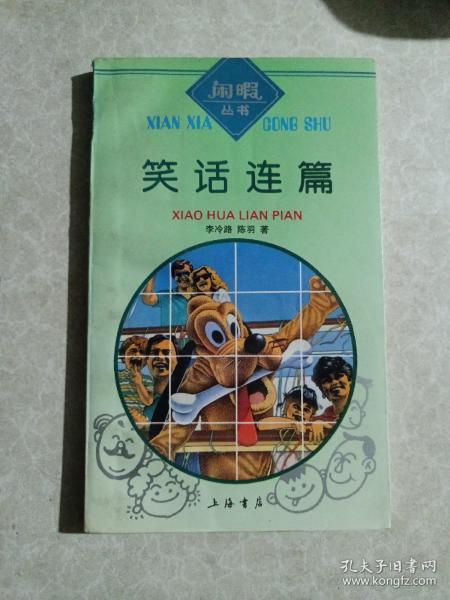 闲暇
丛书
XIAN XIA CONG SHU
笑话连篇
XIAO HUA LIAN PIAN
李冷路 陈羽 著
上海书店
孔夫子旧书网
www.kongfz.com